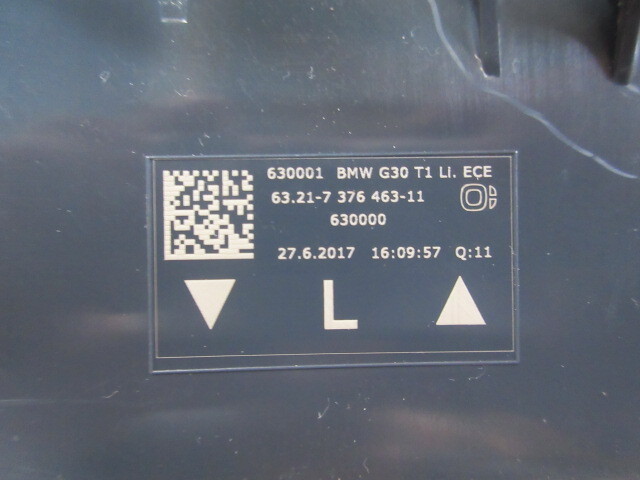 630001 BMW G30 T1 Li. EÇE
63.21-7 376 463-11
630000
27.6.2017 16:09:57 Q:11
L